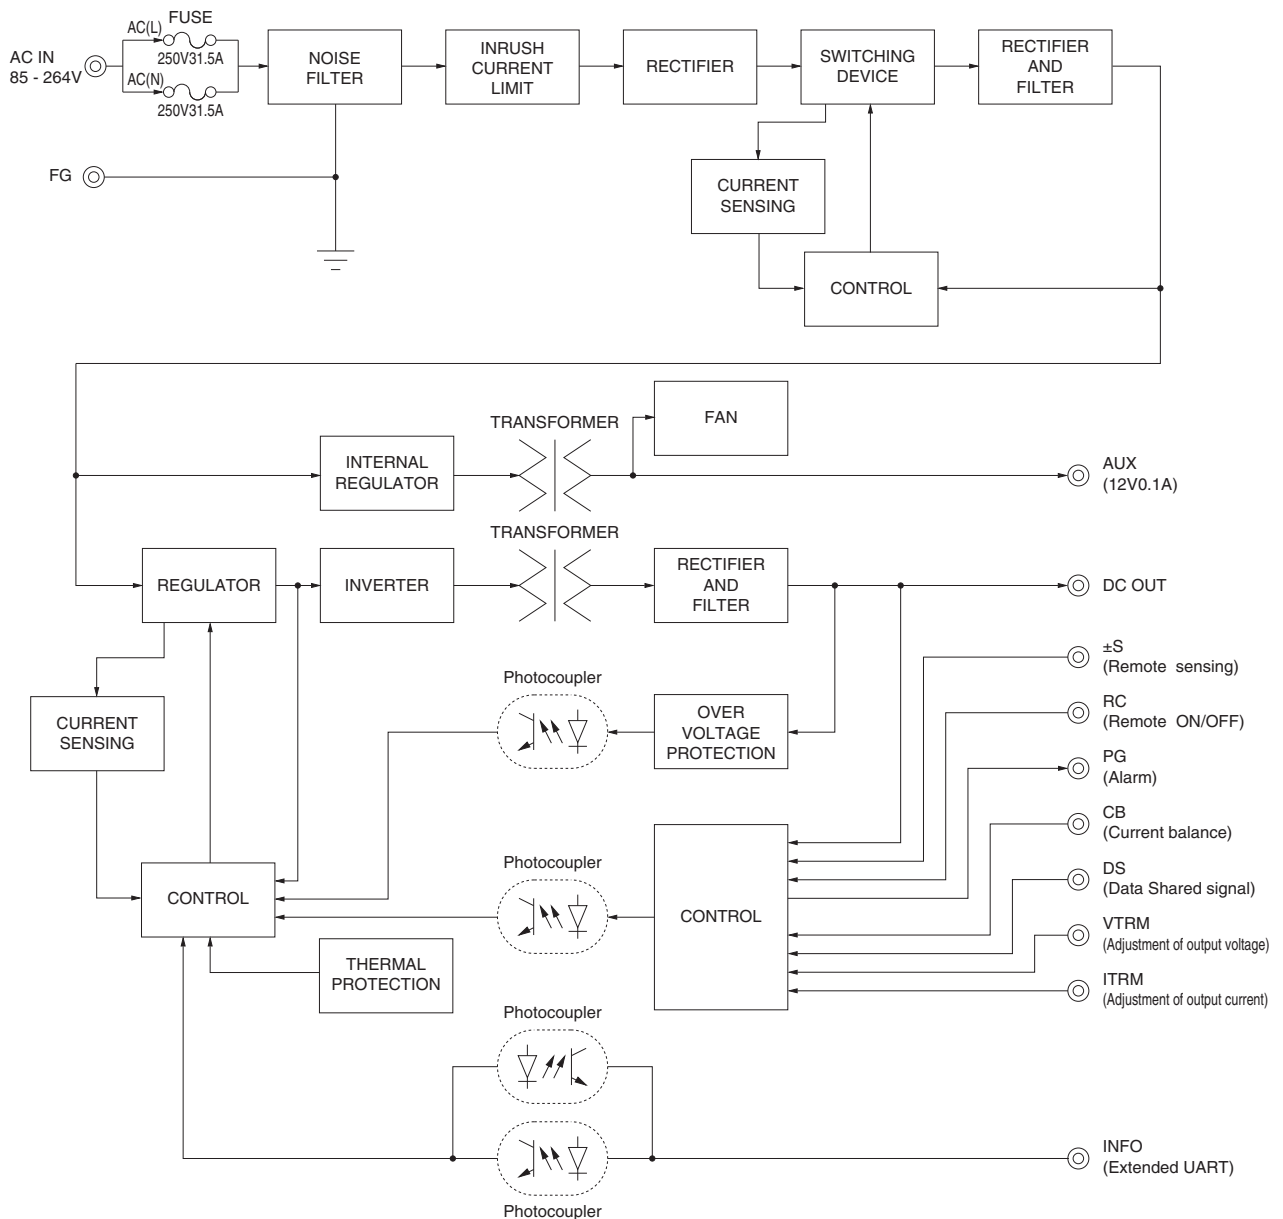 FUSE
AC(L)
250V31.5A
AC IN
85 - 264V
AC(N)
250V31.5A
NOISE
FILTER
INRUSH
CURRENT
LIMIT
RECTIFIER
SWITCHING
DEVICE
RECTIFIER
AND
FILTER
FG
CURRENT
SENSING
CONTROL
FAN
TRANSFORMER
INTERNAL
REGULATOR
AUX
(12V0.1A)
TRANSFORMER
REGULATOR
INVERTER
RECTIFIER
AND
FILTER
DC OUT
±S
(Remote sensing)
Photocoupler
CURRENT
SENSING
OVER
VOLTAGE
PROTECTION
RC
(Remote ON/OFF)
PG
(Alarm)
CB
(Current balance)
Photocoupler
CONTROL
CONTROL
DS
(Data Shared signal)
VTRM
(Adjustment of output voltage)
THERMAL
PROTECTION
ITRM
(Adjustment of output current)
Photocoupler
INFO
(Extended UART)
Photocoupler